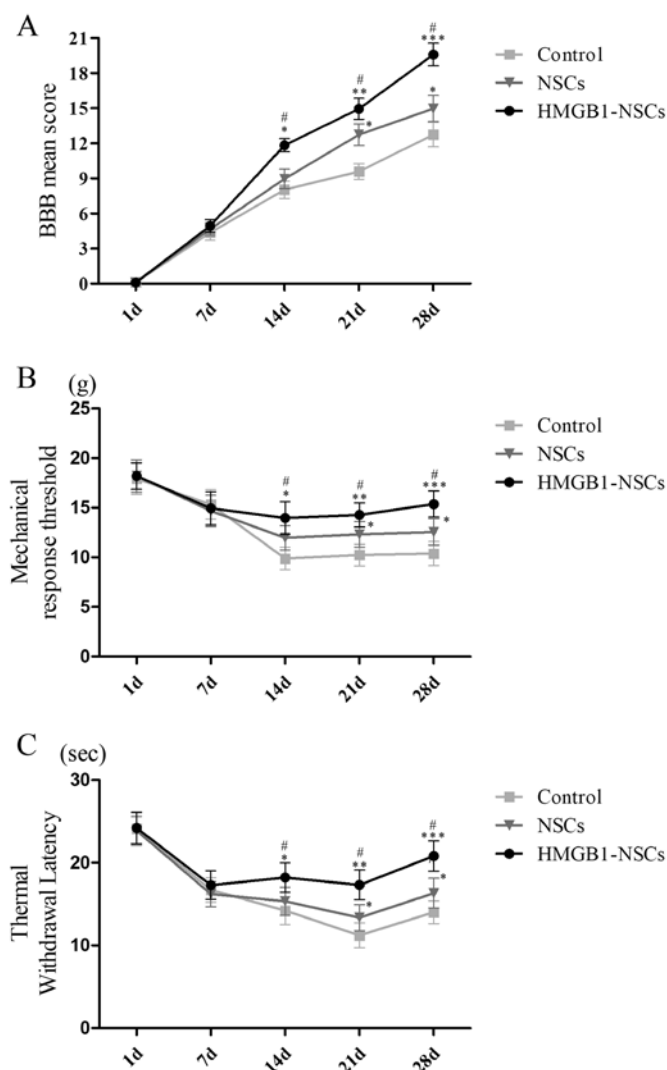 A
BBB mean score
21
18
15
12
9
6
3
0
#
*
#
**
*
#
***
*
1d
7d
14d
21d
28d
Control
NSCs
HMGB1-NSCs
B
(g)
Mechanical
response threshold
25
20
15
10
5
0
#
*
#
**
*
#
***
*
1d
7d
14d
21d
28d
Control
NSCs
HMGB1-NSCs
C
(sec)
Thermal
Withdrawal Latency
30
20
10
0
#
*
#
**
*
#
***
*
1d
7d
14d
21d
28d
Control
NSCs
HMGB1-NSCs